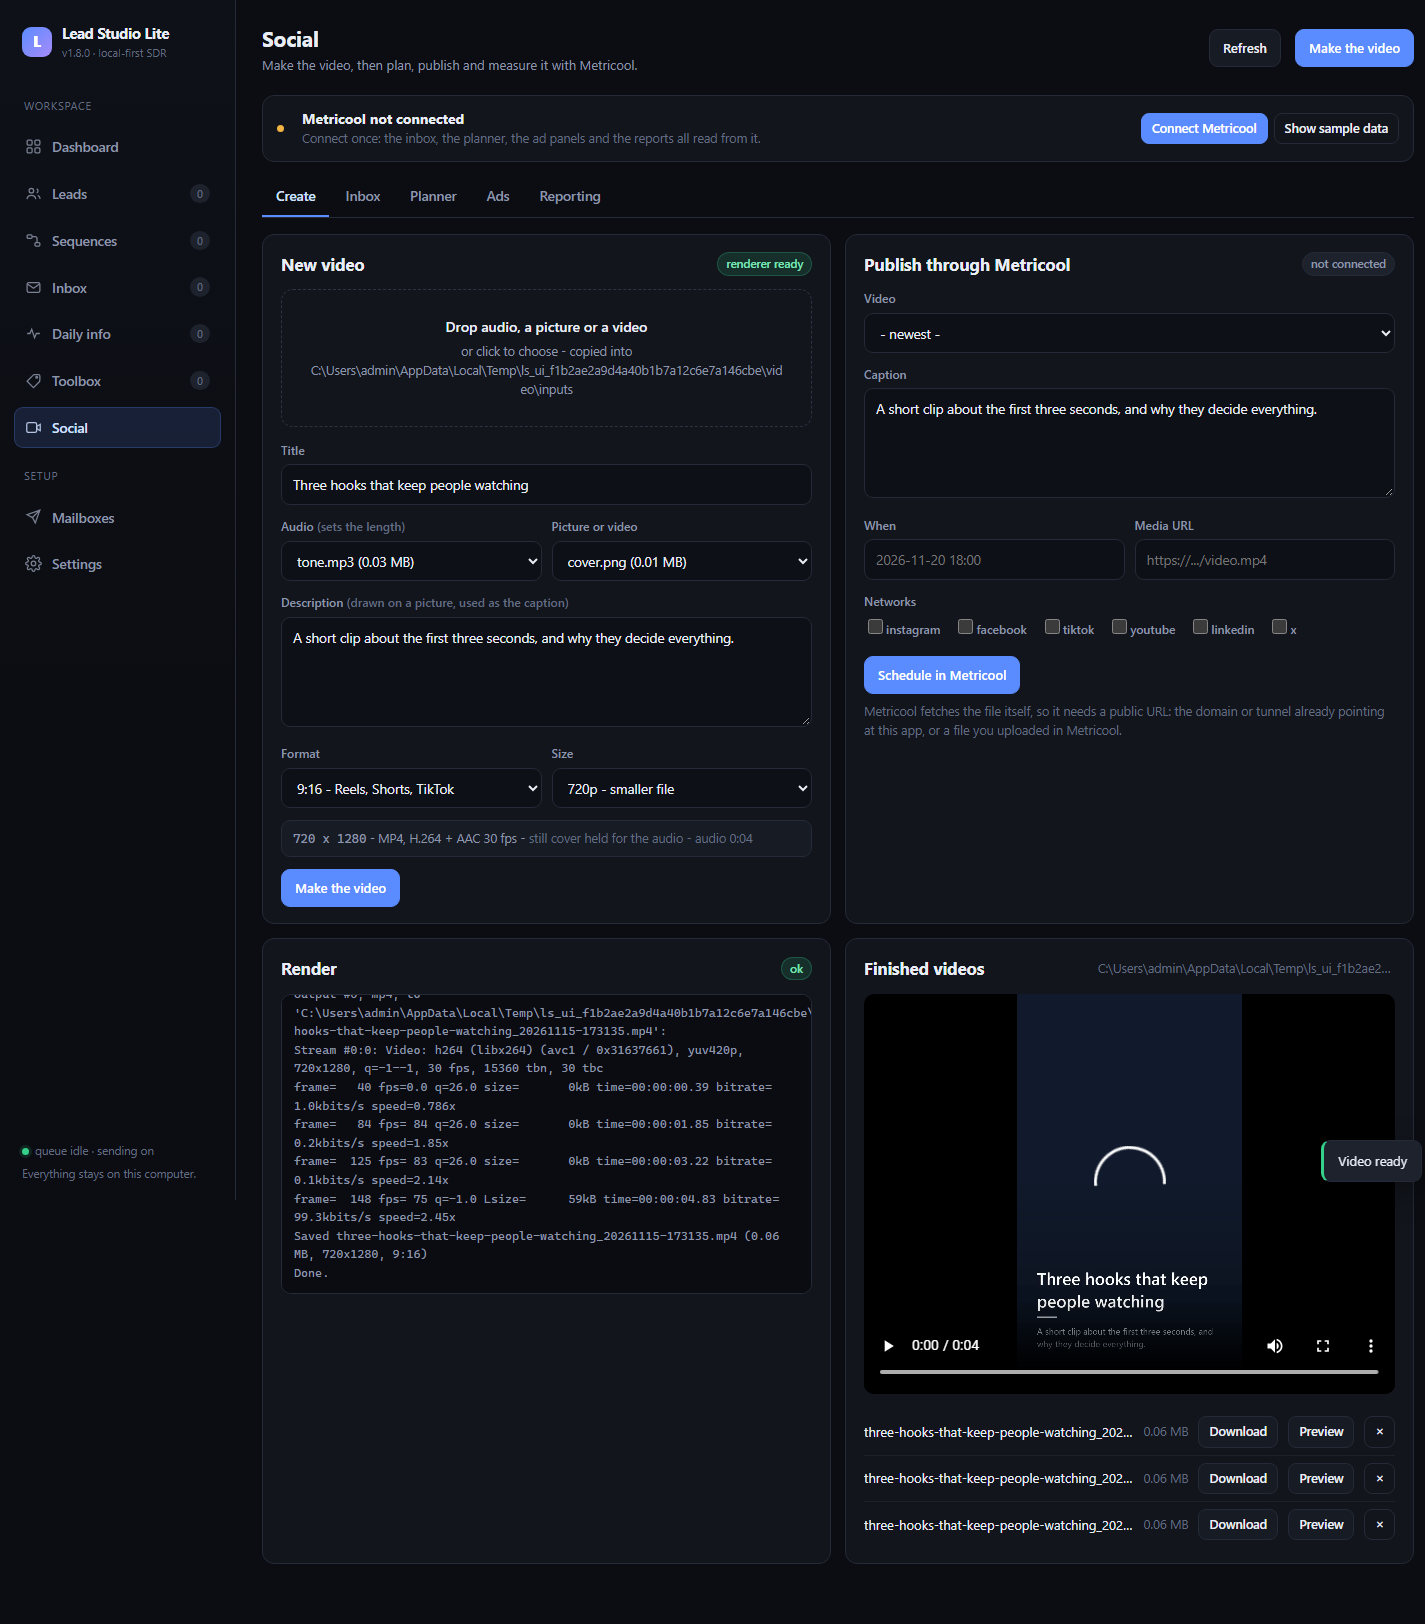 L
Lead Studio Lite
v1.8.0 · local-first SDR
WORKSPACE
Dashboard
Leads 0
Sequences 0
Inbox 0
Daily info 0
Toolbox 0
Social
SETUP
Mailboxes
Settings
queue idle · sending on
Everything stays on this computer.
Social
Make the video, then plan, publish and measure it with Metricool.
Refresh
Make the video
Metricool not connected
Connect once: the inbox, the planner, the ad panels and the reports all read from it.
Connect Metricool
Show sample data
Create Inbox Planner Ads Reporting
New video
renderer ready
Drop audio, a picture or a video
or click to choose - copied into
C:\Users\admin\AppData\Local\Temp\ls_ui_f1b2ae2a9d4a40b1b7a12c6e7a146cbe\vid
eo\inputs
Title
Three hooks that keep people watching
Audio (sets the length) Picture or video
tone.mp3 (0.03 MB) cover.png (0.01 MB)
Description (drawn on a picture, used as the caption)
A short clip about the first three seconds, and why they decide everything.
Format Size
9:16 - Reels, Shorts, TikTok 720p - smaller file
720 x 1280 - MP4, H.264 + AAC 30 fps - still cover held for the audio - audio 0:04
Make the video
Publish through Metricool
not connected
Video
- newest -
Caption
A short clip about the first three seconds, and why they decide everything.
When Media URL
2026-11-20 18:00 https://.../video.mp4
Networks
instagram facebook tiktok youtube linkedin x
Schedule in Metricool
Metricool fetches the file itself, so it needs a public URL: the domain or tunnel already pointing
at this app, or a file you uploaded in Metricool.
Render
ok
Output #0, mp4, to
'C:\Users\admin\AppData\Local\Temp\ls_ui_f1b2ae2a9d4a40b1b7a12c6e7a146cbe\
hooks-that-keep-people-watching_20261115-173135.mp4':
Stream #0:0: Video: h264 (libx264) (avc1 / 0x31637661), yuv420p,
720x1280, q=-1--1, 30 fps, 15360 tbn, 30 tbc
frame=   40 fps=0.0 q=26.0 size=       0kB time=00:00:00.39 bitrate=
1.0kbits/s speed=0.786x
frame=   84 fps= 84 q=26.0 size=       0kB time=00:00:01.85 bitrate=
0.2kbits/s speed=1.85x
frame=  125 fps= 83 q=26.0 size=       0kB time=00:00:03.22 bitrate=
0.1kbits/s speed=2.14x
frame=  148 fps= 75 q=-1.0 Lsize=      59kB time=00:00:04.83 bitrate=
99.3kbits/s speed=2.45x
Saved three-hooks-that-keep-people-watching_20261115-173135.mp4 (0.06
MB, 720x1280, 9:16)
Done.
Finished videos
C:\Users\admin\AppData\Local\Temp\ls_ui_f1b2ae2...
Three hooks that keep
people watching
A short clip about the first three seconds, and
why they decide everything.
0:00 / 0:04
Video ready
three-hooks-that-keep-people-watching_202... 0.06 MB Download Preview ×
three-hooks-that-keep-people-watching_202... 0.06 MB Download Preview ×
three-hooks-that-keep-people-watching_202... 0.06 MB Download Preview ×